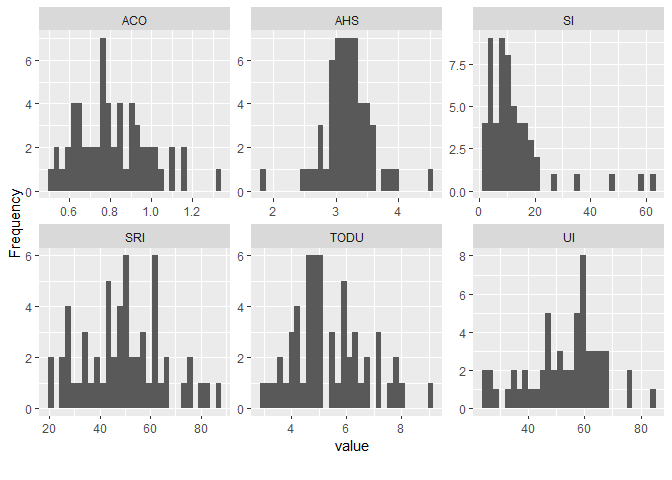 ACO AHS SI
6 4 2 0
0.6 0.8 1.0 1.2
6 4 2 0
2 3 4
7.5 5.0 2.5 0.0
0 10 20 30 40 50 60
Frequency
SRI TODU UI
6 4 2 0
20 40 60 80
6 4 2 0
4 6 8
8 6 4 2 0
40 60 80
value